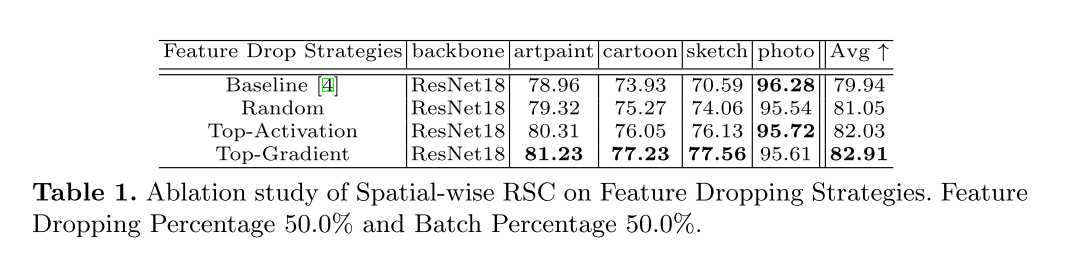 Feature Drop Strategies backbone artpaint cartoon sketch photo Avg ↑
Baseline [4] ResNet18 78.96 73.93 70.59 96.28 79.94
Random ResNet18 79.32 75.27 74.06 95.54 81.05
Top-Activation ResNet18 80.31 76.05 76.13 95.72 82.03
Top-Gradient ResNet18 81.23 77.23 77.56 95.61 82.91
Table 1. Ablation study of Spatial-wise RSC on Feature Dropping Strategies. Feature
Dropping Percentage 50.0% and Batch Percentage 50.0%.